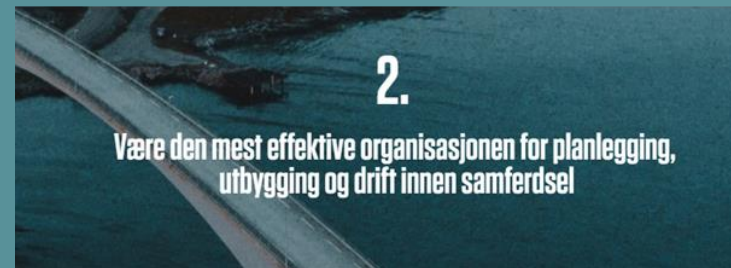 2.
Være den mest effektive organisasjonen for planlegging,
utbygging og drift innen samferdsel